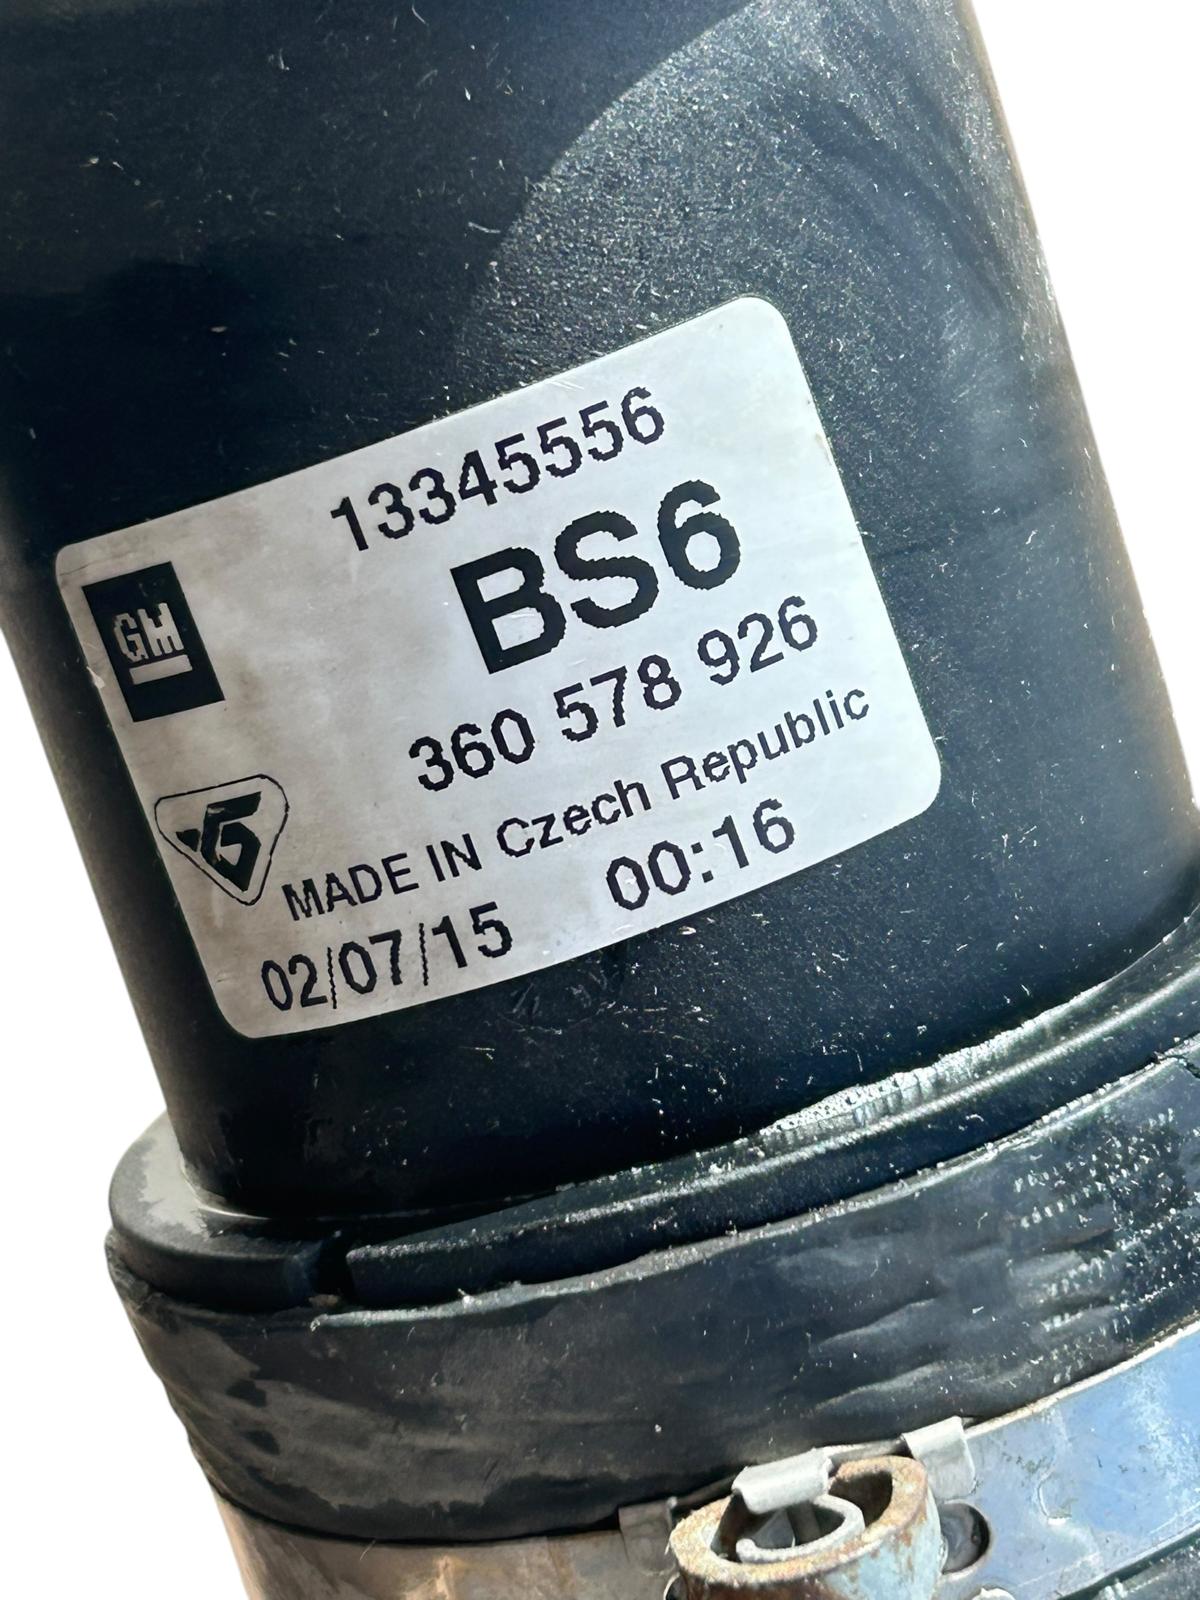 13345556
BS6
GM
360 578 926
MADE IN Czech Republic
02/07/15 00:16